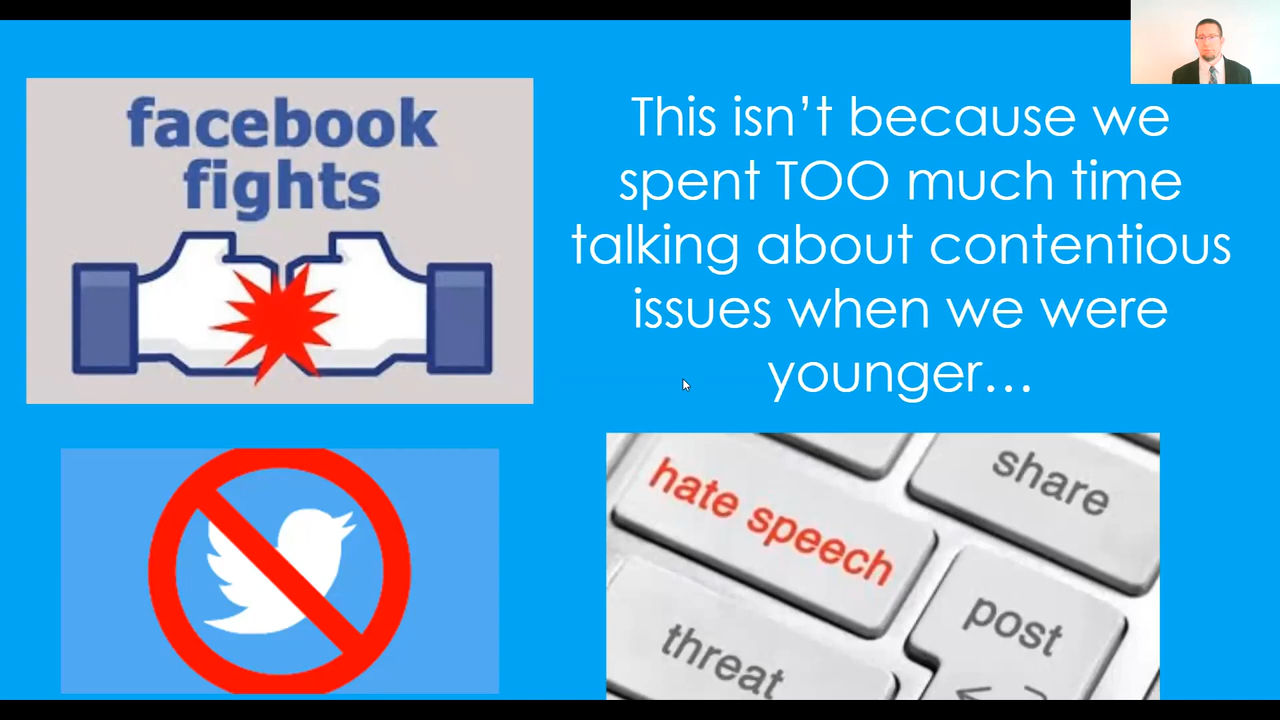 facebook
fights
This isn't because we
spent TOO much time
talking about contentious
issues when we were
younger…
hate speech
share
threat
post